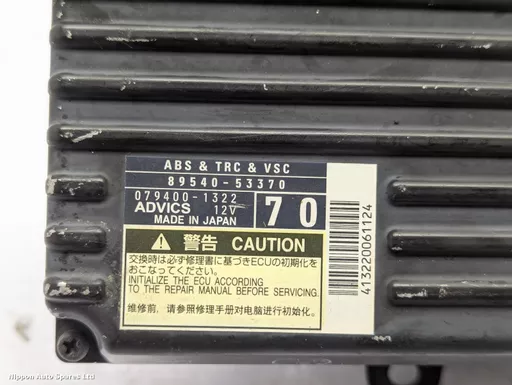 ABS & TRC & VSC
89540-53370
079400-1322
ADVICS 12V
MADE IN JAPAN
70
警告 CAUTION
交換時は必ず修理書に基づきECUの初期化を
おこなってください。
INITIALIZE THE ECU ACCORDING
TO THE REPAIR MANUAL BEFORE SERVICING.
维修前，请参照修理手册对电脑进行初始化。
413220061124
Nippon Auto Spares Ltd